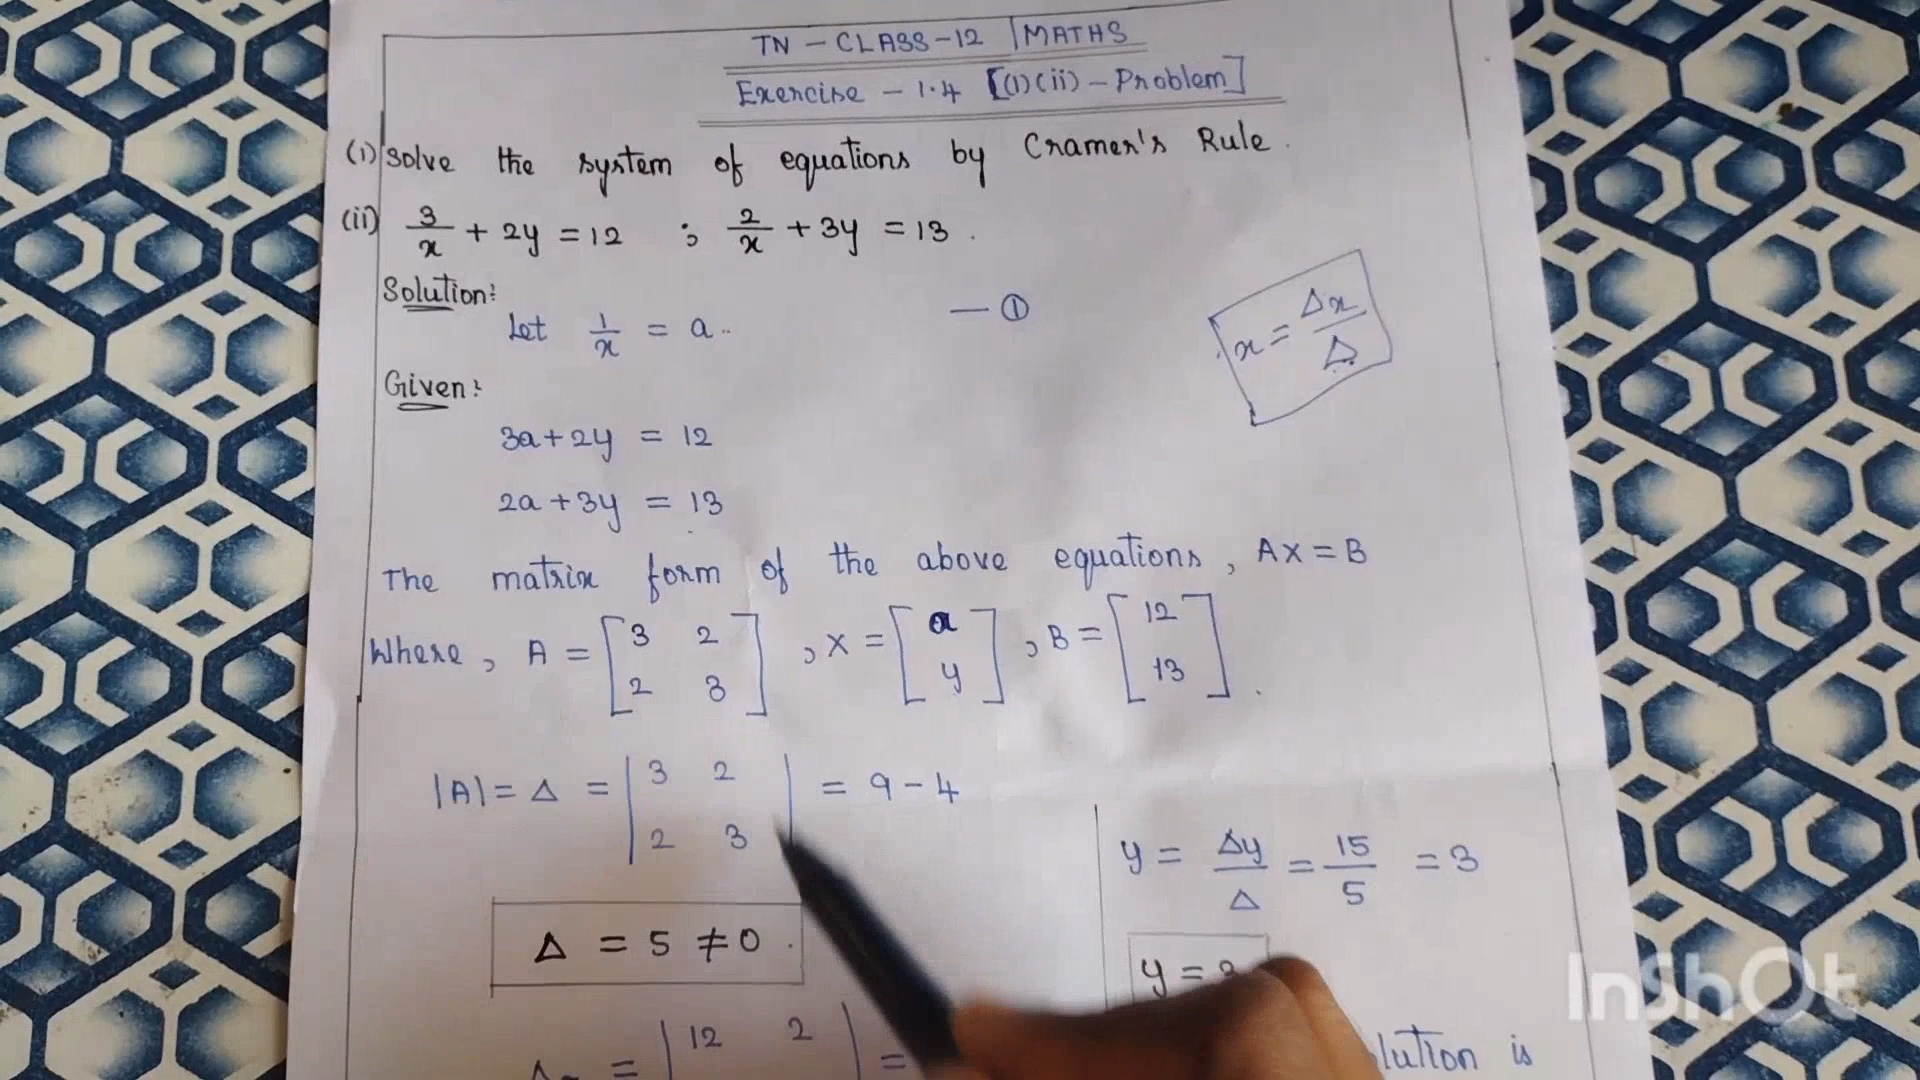 TN - CLASS-12 | MATHS
Exercise - 1.4 [(1)(ii) - Problem]
(1) Solve the system of equations by Cramer's Rule.
(ii) 3/x + 2y = 12 ; 2/x + 3y = 13.
Solution:
Let 1/x = a.. — ①
x = Δx/Δ
Given:
3a + 2y = 12
2a + 3y = 13
The matrix form of the above equations, AX = B
Where, A = [3 2
2 3], X = [a
y], B = [12
13].
|A| = Δ = |3 2
2 3| = 9 - 4
Δ = 5 ≠ 0.
|12 2| =
y = Δy/Δ = 15/5 = 3
y =
is
InShOt